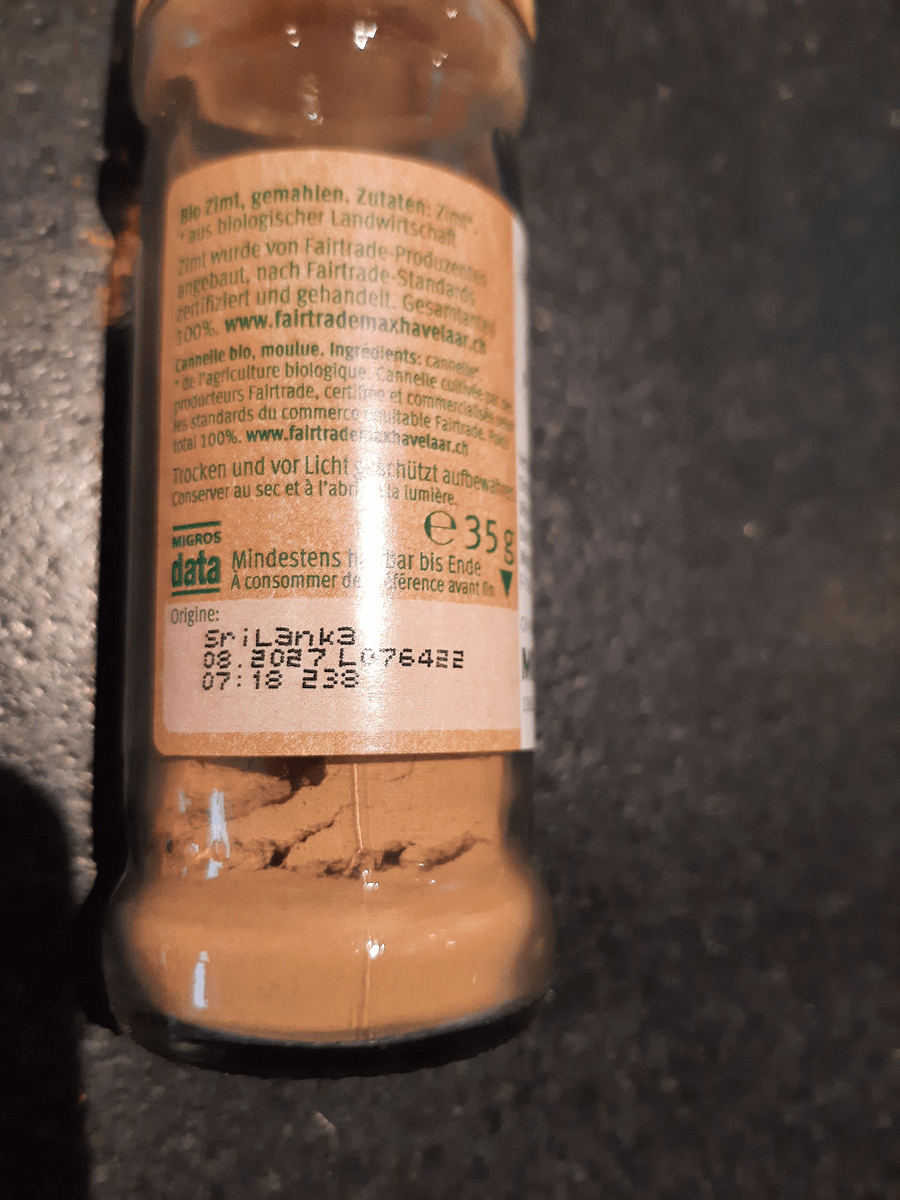 Bio Zimt, gemahlen. Zutaten: Zimt*.
* aus biologischer Landwirtschaft
Zimt wurde von Fairtrade-Produzenten
angebaut, nach Fairtrade-Standards
zertifiziert und gehandelt. Gesamtanteil
100%. www.fairtrademaxhavelaar.ch
Cannelle bio, moulue. Ingrédients: cannelle*.
* de l'agriculture biologique. Cannelle cultivée par des
producteurs Fairtrade, certifiée et commercialisée selon
les standards du commerce équitable Fairtrade. Part
total 100%. www.fairtrademaxhavelaar.ch
Trocken und vor Licht geschützt aufbewahren.
Conserver au sec et à l'abri de la lumière.
e 35 g
MIGROS
data
Mindestens haltbar bis Ende
À consommer de préférence avant fin
Origine:
SriLanka
08.2027 L076422
07:18 238